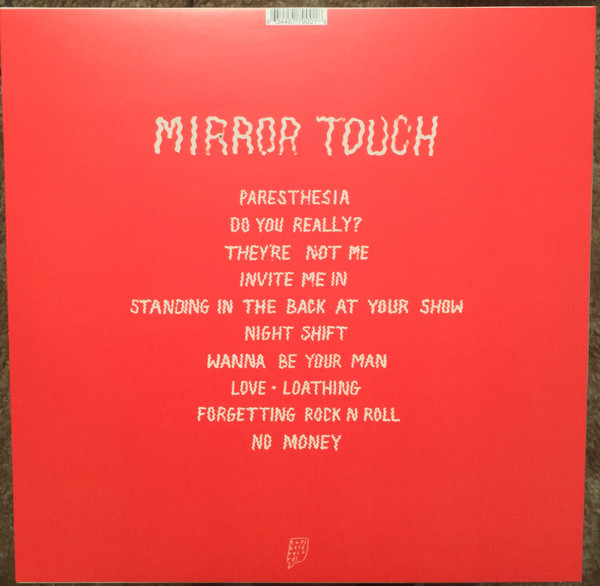 MIRROR TOUCH
PARESTHESIA
DO YOU REALLY?
THEY'RE NOT ME
INVITE ME IN
STANDING IN THE BACK AT YOUR SHOW
NIGHT SHIFT
WANNA BE YOUR MAN
LOVE + LOATHING
FORGETTING ROCK N ROLL
NO MONEY